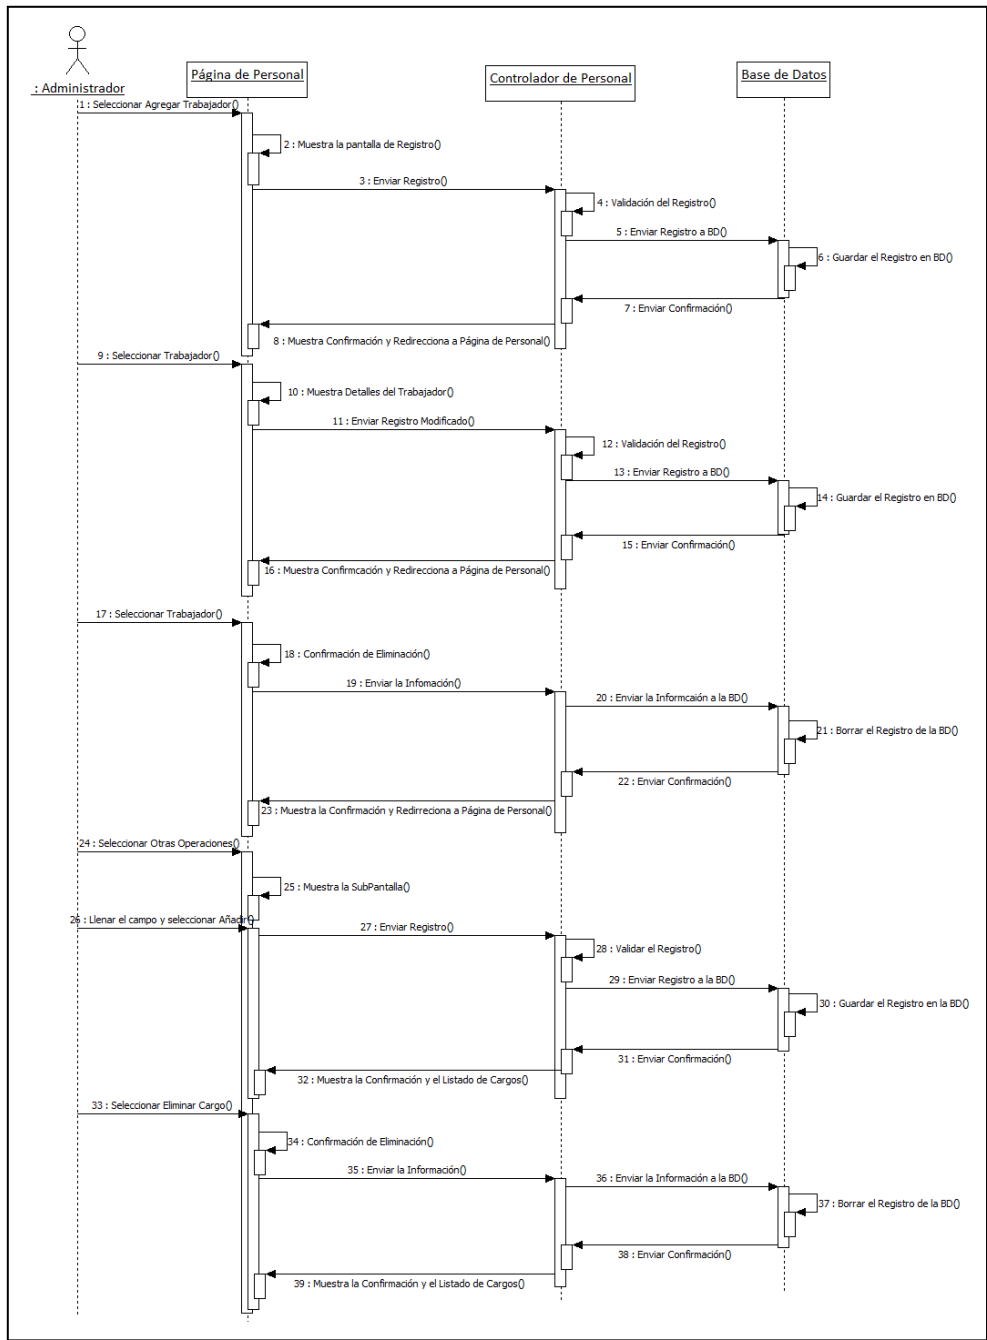 : Administrador
Página de Personal
Controlador de Personal
Base de Datos
1 : Seleccionar Agregar Trabajador()
2 : Muestra la pantalla de Registro()
3 : Enviar Registro()
4 : Validación del Registro()
5 : Enviar Registro a BD()
6 : Guardar el Registro en BD()
7 : Enviar Confirmación()
8 : Muestra Confirmación y Redirecciona a Página de Personal()
9 : Seleccionar Trabajador()
10 : Muestra Detalles del Trabajador()
11 : Enviar Registro Modificado()
12 : Validación del Registro()
13 : Enviar Registro a BD()
14 : Guardar el Registro en BD()
15 : Enviar Confirmación()
16 : Muestra Confirmcación y Redirecciona a Página de Personal()
17 : Seleccionar Trabajador()
18 : Confirmación de Eliminación()
19 : Enviar la Infomación()
20 : Enviar la Informcaión a la BD()
21 : Borrar el Registro de la BD()
22 : Enviar Confirmación()
23 : Muestra la Confirmación y Redirreciona a Página de Personal()
24 : Seleccionar Otras Operaciones()
25 : Muestra la SubPantalla()
26 : Llenar el campo y seleccionar Añadir()
27 : Enviar Registro()
28 : Validar el Registro()
29 : Enviar Registro a la BD()
30 : Guardar el Registro en la BD()
31 : Enviar Confirmación()
32 : Muestra la Confirmación y el Listado de Cargos()
33 : Seleccionar Eliminar Cargo()
34 : Confirmación de Eliminación()
35 : Enviar la Información()
36 : Enviar la Información a la BD()
37 : Borrar el Registro de la BD()
38 : Enviar Confirmación()
39 : Muestra la Confirmación y el Listado de Cargos()